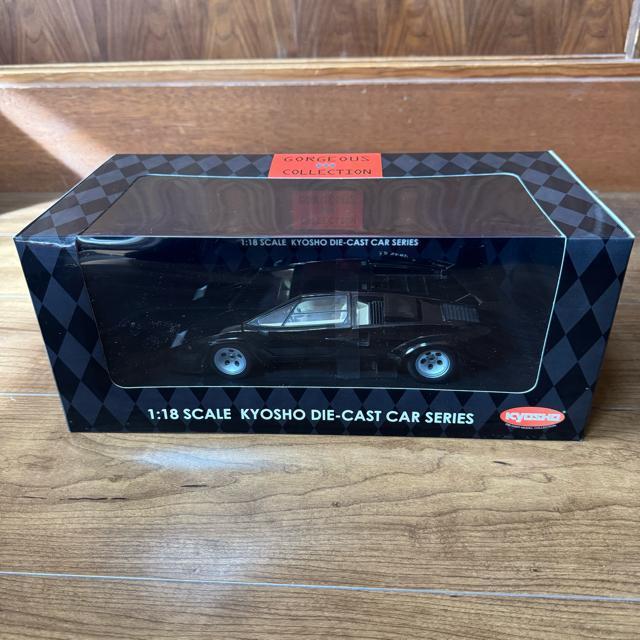 GORGEOUS
COLLECTION
1:18 SCALE KYOSHO DIE-CAST CAR SERIES
1:18 SCALE KYOSHO DIE-CAST CAR SERIES
KYOSHO